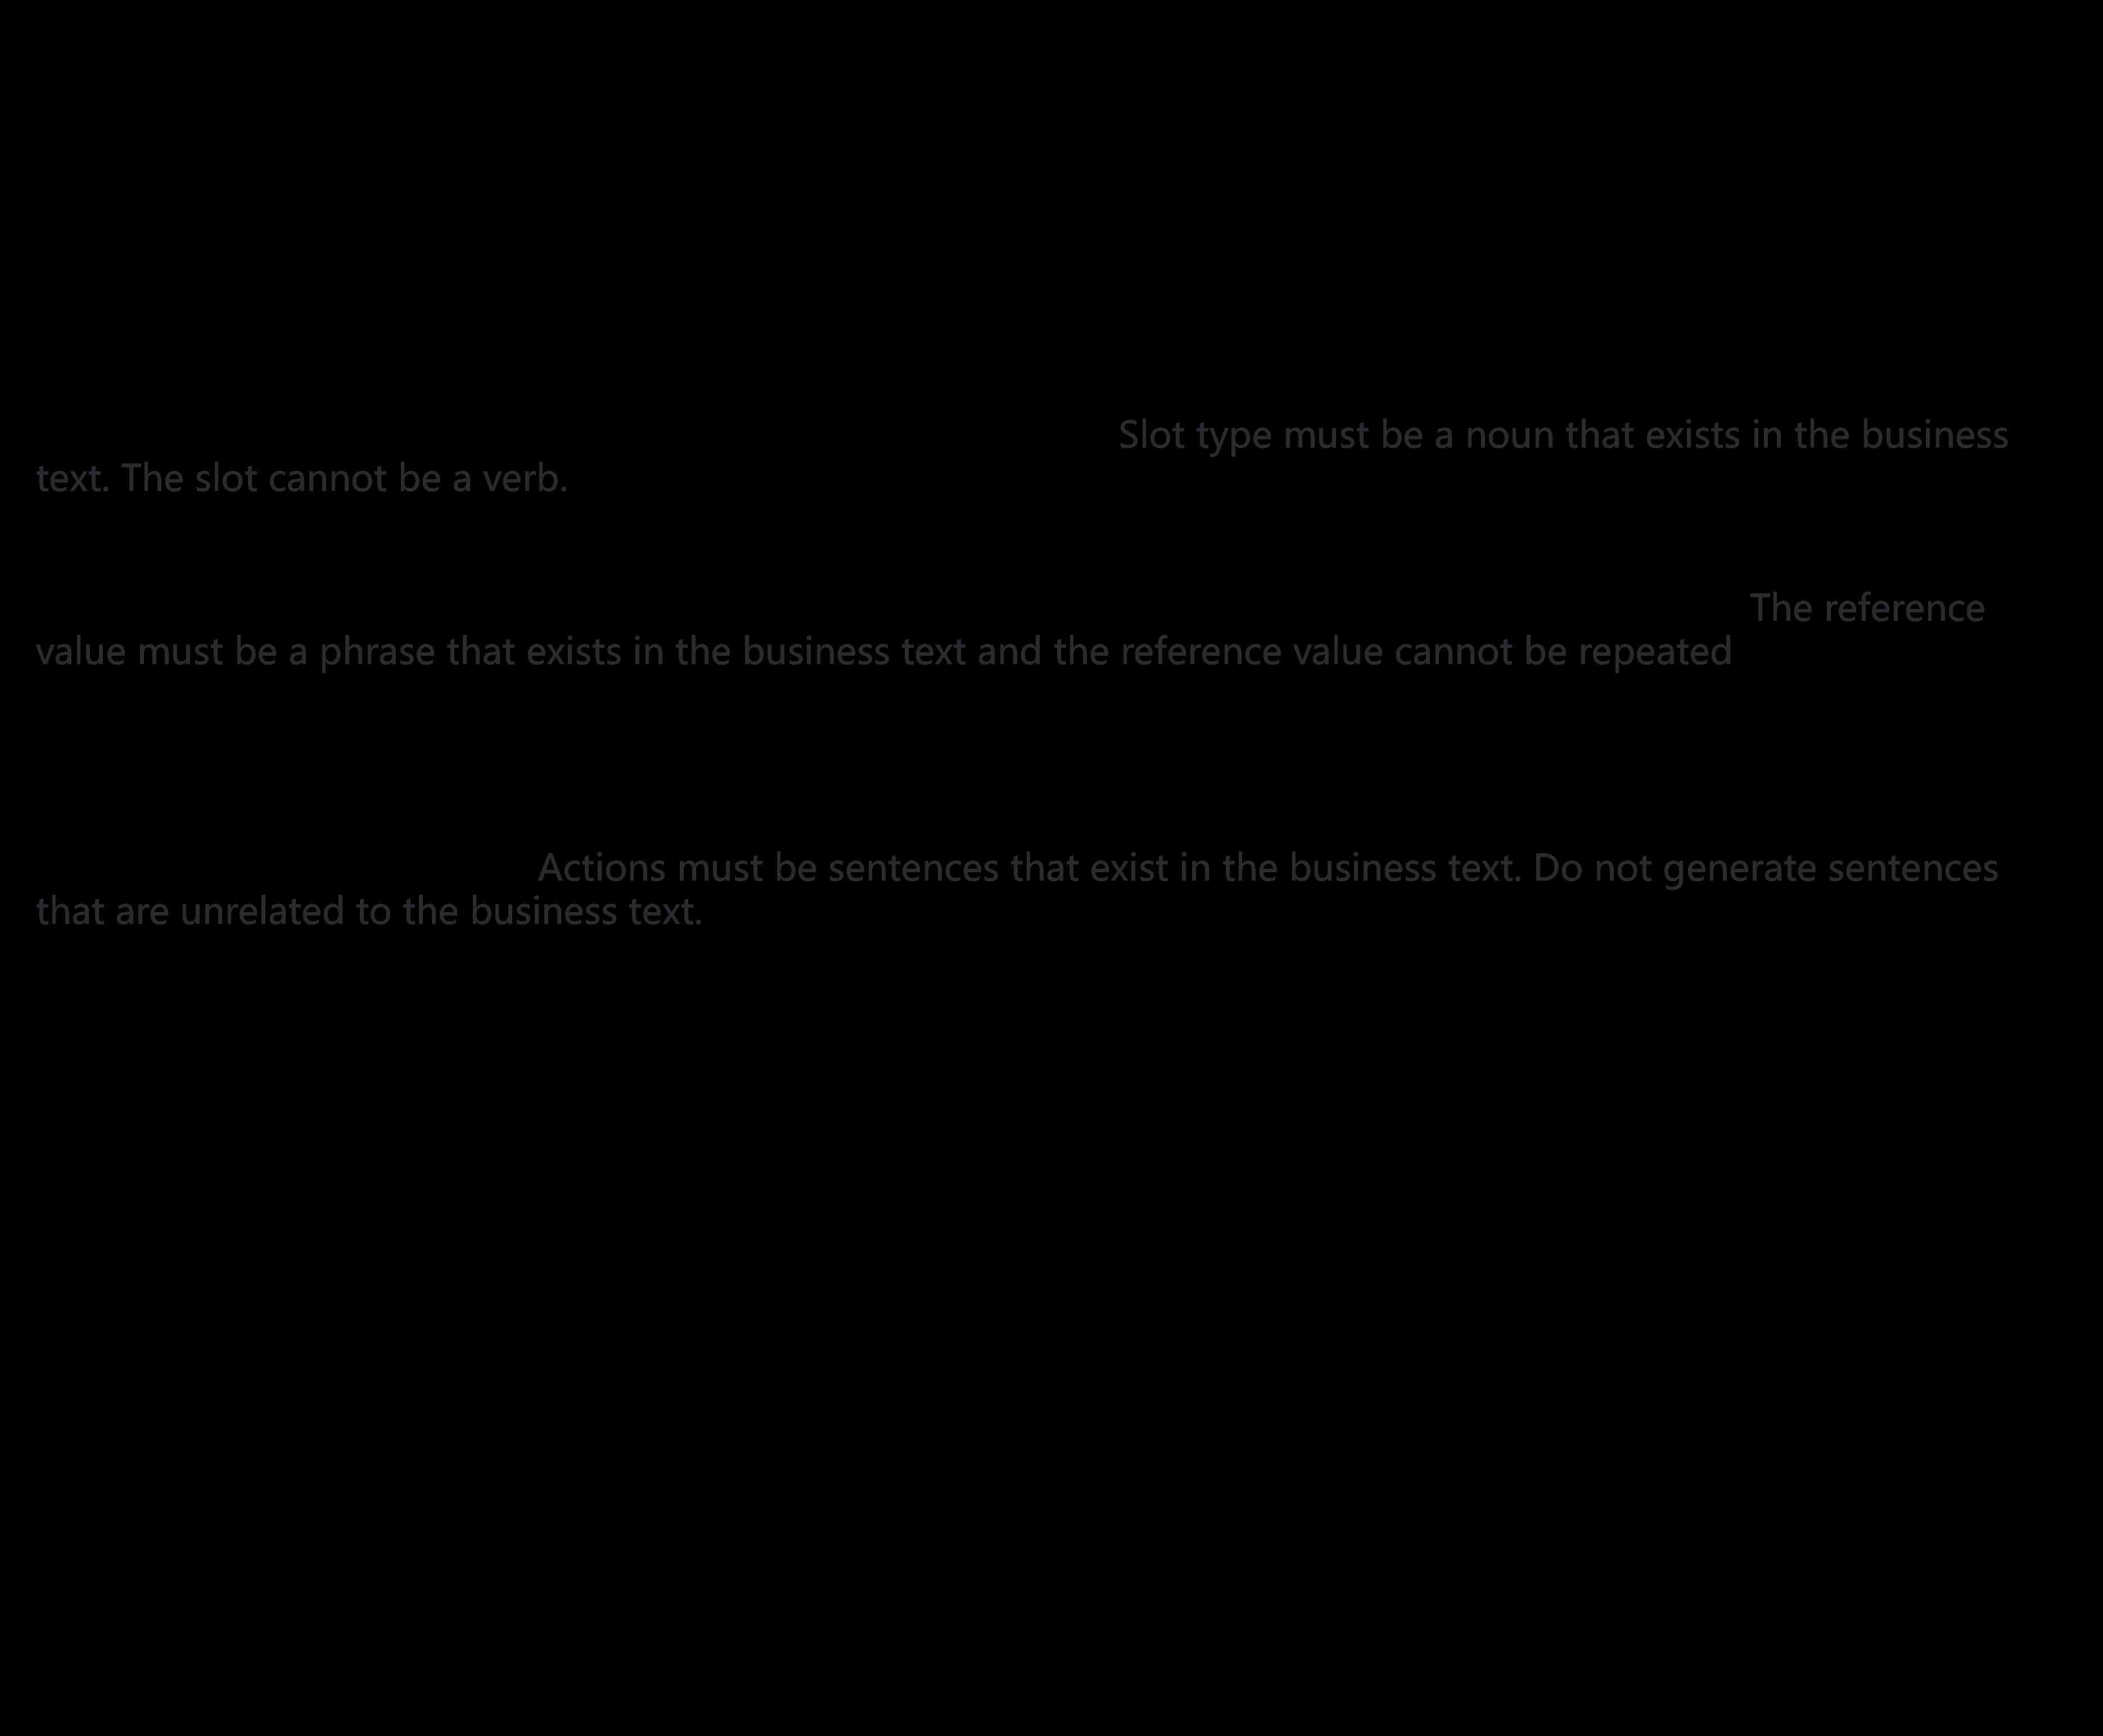 Slot type must be a noun that exists in the business
text. The slot cannot be a verb.
The reference
value must be a phrase that exists in the business text and the reference value cannot be repeated
Actions must be sentences that exist in the business text. Do not generate sentences
that are unrelated to the business text.